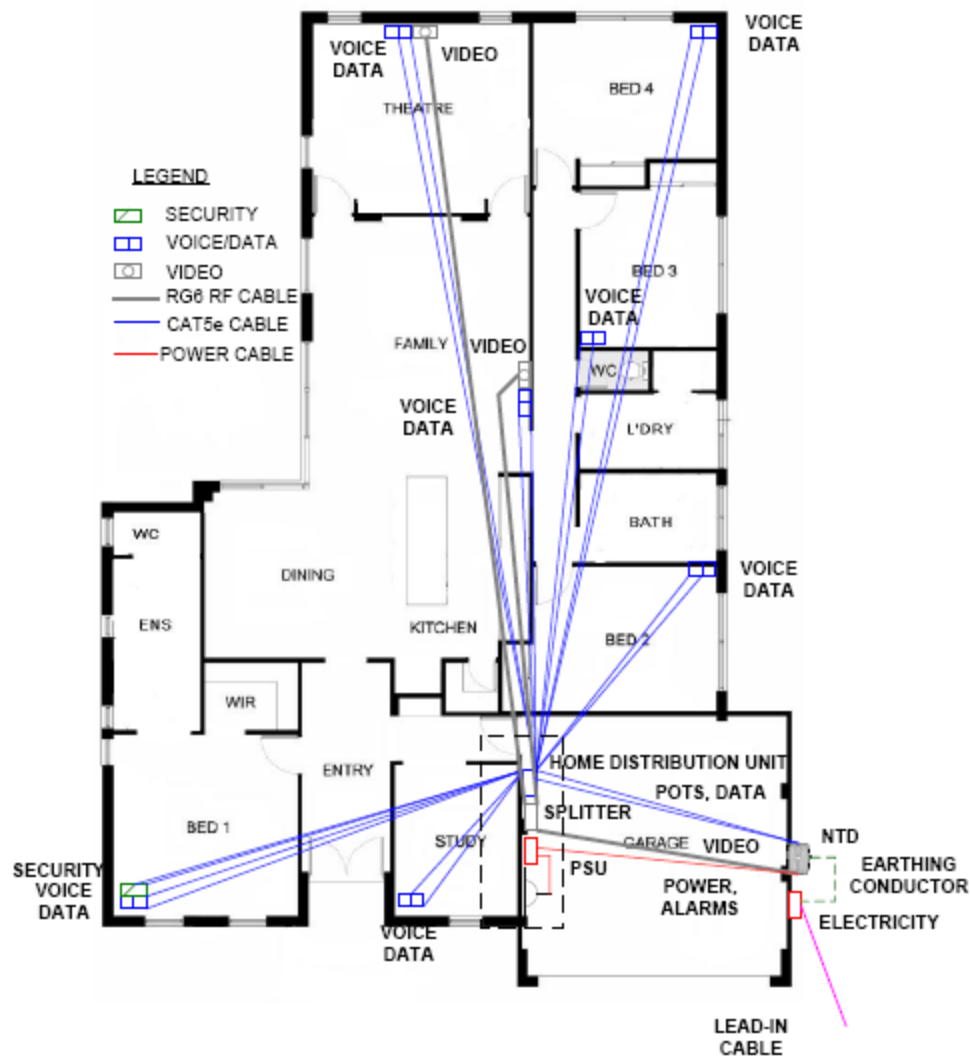 VOICE
DATA
VIDEO
THEATRE
VOICE
DATA
BED 4
LEGEND
SECURITY
VOICE/DATA
VIDEO
RG6 RF CABLE
CAT5e CABLE
POWER CABLE
BED 3
VOICE
DATA
FAMILY
VIDEO
WC
VOICE
DATA
L'DRY
WC
BATH
DINING
VOICE
DATA
ENS
KITCHEN
BED 2
WIR
ENTRY
HOME DISTRIBUTION UNIT
POTS, DATA
SPLITTER
BED 1
STUDY
GARAGE
VIDEO
NTD
SECURITY
VOICE
DATA
PSU
EARTHING
CONDUCTOR
POWER,
ALARMS
ELECTRICITY
VOICE
DATA
LEAD-IN
CABLE